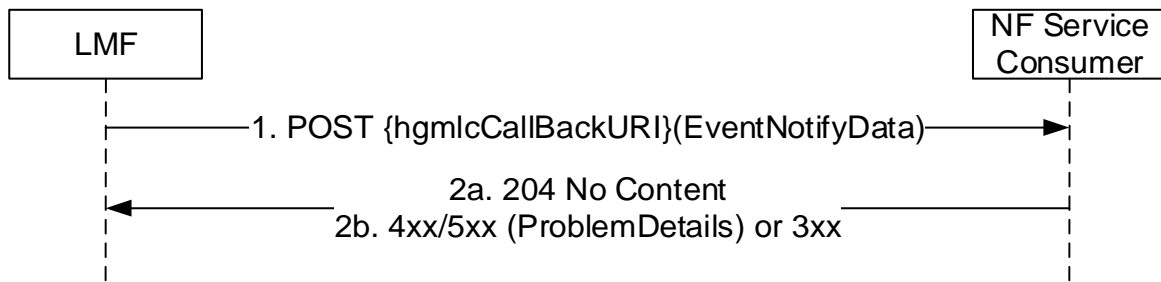 LMF
NF Service
Consumer
1. POST {hgmlcCallBackURI}(EventNotifyData)
2a. 204 No Content
2b. 4xx/5xx (ProblemDetails) or 3xx